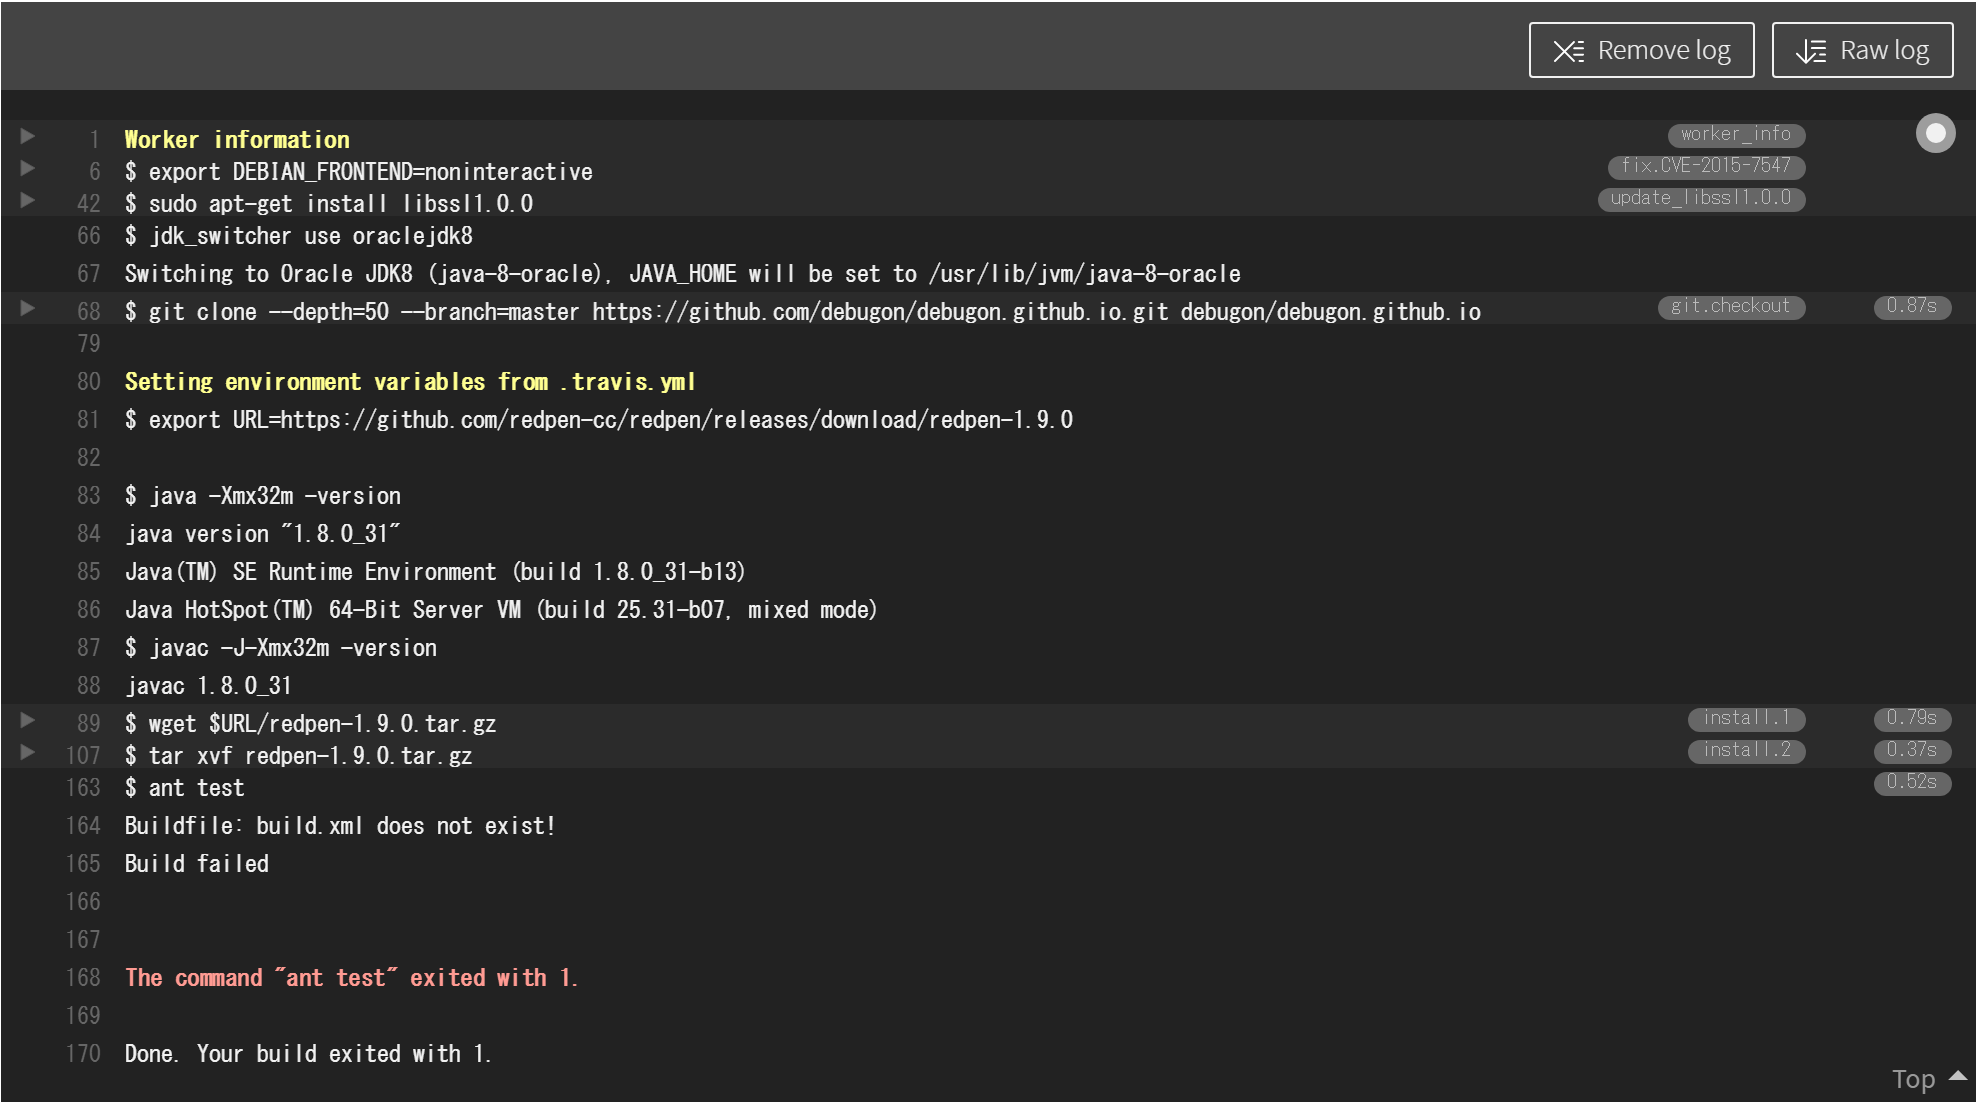 Remove log
Raw log
1 Worker information worker_info
6 $ export DEBIAN_FRONTEND=noninteractive fix.CVE-2015-7547
42 $ sudo apt-get install libssl1.0.0 update_libssl1.0.0
66 $ jdk_switcher use oraclejdk8
67 Switching to Oracle JDK8 (java-8-oracle), JAVA_HOME will be set to /usr/lib/jvm/java-8-oracle
68 $ git clone --depth=50 --branch=master https://github.com/debugon/debugon.github.io.git debugon/debugon.github.io git.checkout 0.87s
79
80 Setting environment variables from .travis.yml
81 $ export URL=https://github.com/redpen-cc/redpen/releases/download/redpen-1.9.0
82
83 $ java -Xmx32m -version
84 java version "1.8.0_31"
85 Java(TM) SE Runtime Environment (build 1.8.0_31-b13)
86 Java HotSpot(TM) 64-Bit Server VM (build 25.31-b07, mixed mode)
87 $ javac -J-Xmx32m -version
88 javac 1.8.0_31
89 $ wget $URL/redpen-1.9.0.tar.gz install.1 0.79s
107 $ tar xvf redpen-1.9.0.tar.gz install.2 0.37s
163 $ ant test 0.52s
164 Buildfile: build.xml does not exist!
165 Build failed
166
167
168 The command "ant test" exited with 1.
169
170 Done. Your build exited with 1.
Top